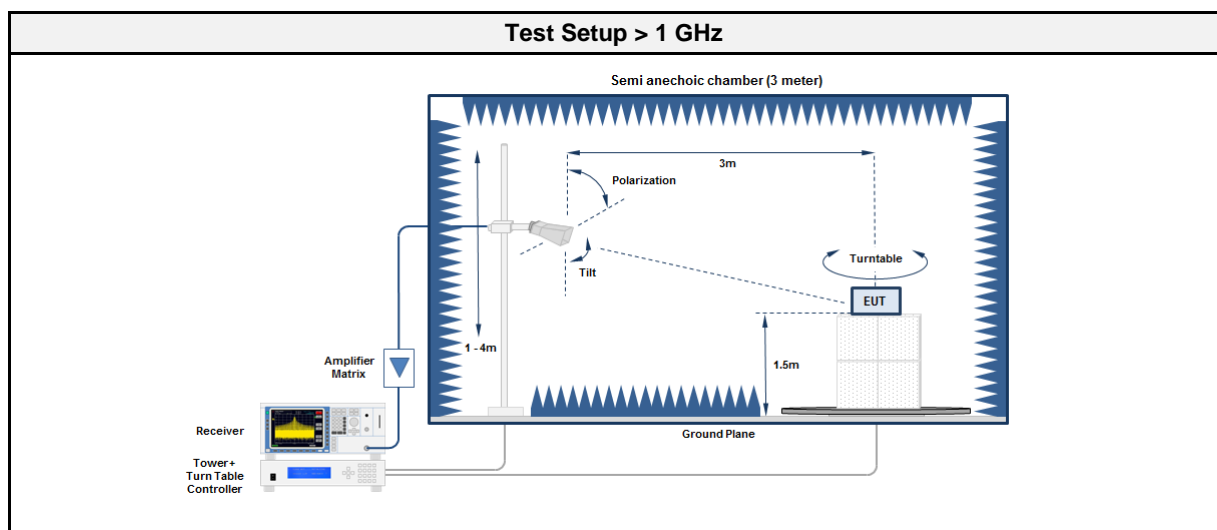 Test Setup > 1 GHz
Semi anechoic chamber (3 meter)
3m
Polarization
Turntable
Tilt
EUT
1 - 4m
1.5m
Amplifier
Matrix
Receiver
Ground Plane
Tower+
Turn Table
Controller